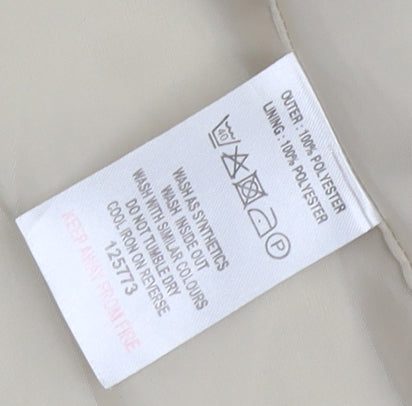 OUTER : 100% POLYESTER
LINING : 100% POLYESTER
40 P
WASH AS SYNTHETICS
WASH INSIDE OUT
WASH WITH SIMILAR COLOURS
DO NOT TUMBLE DRY
COOL IRON ON REVERSE
125773
KEEP AWAY FROM FIRE